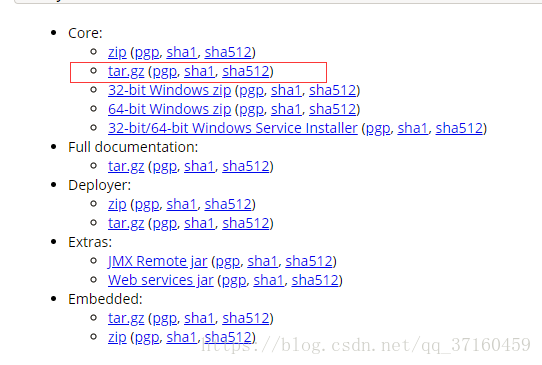 Core:
zip (pgp, sha1, sha512)
tar.gz (pgp, sha1, sha512)
32-bit Windows zip (pgp, sha1, sha512)
64-bit Windows zip (pgp, sha1, sha512)
32-bit/64-bit Windows Service Installer (pgp, sha1, sha512)
Full documentation:
tar.gz (pgp, sha1, sha512)
Deployer:
zip (pgp, sha1, sha512)
tar.gz (pgp, sha1, sha512)
Extras:
JMX Remote jar (pgp, sha1, sha512)
Web services jar (pgp, sha1, sha512)
Embedded:
tar.gz (pgp, sha1, sha512)
zip (pgp, sha1, sha512)
https://blog.csdn.net/qq_37160459